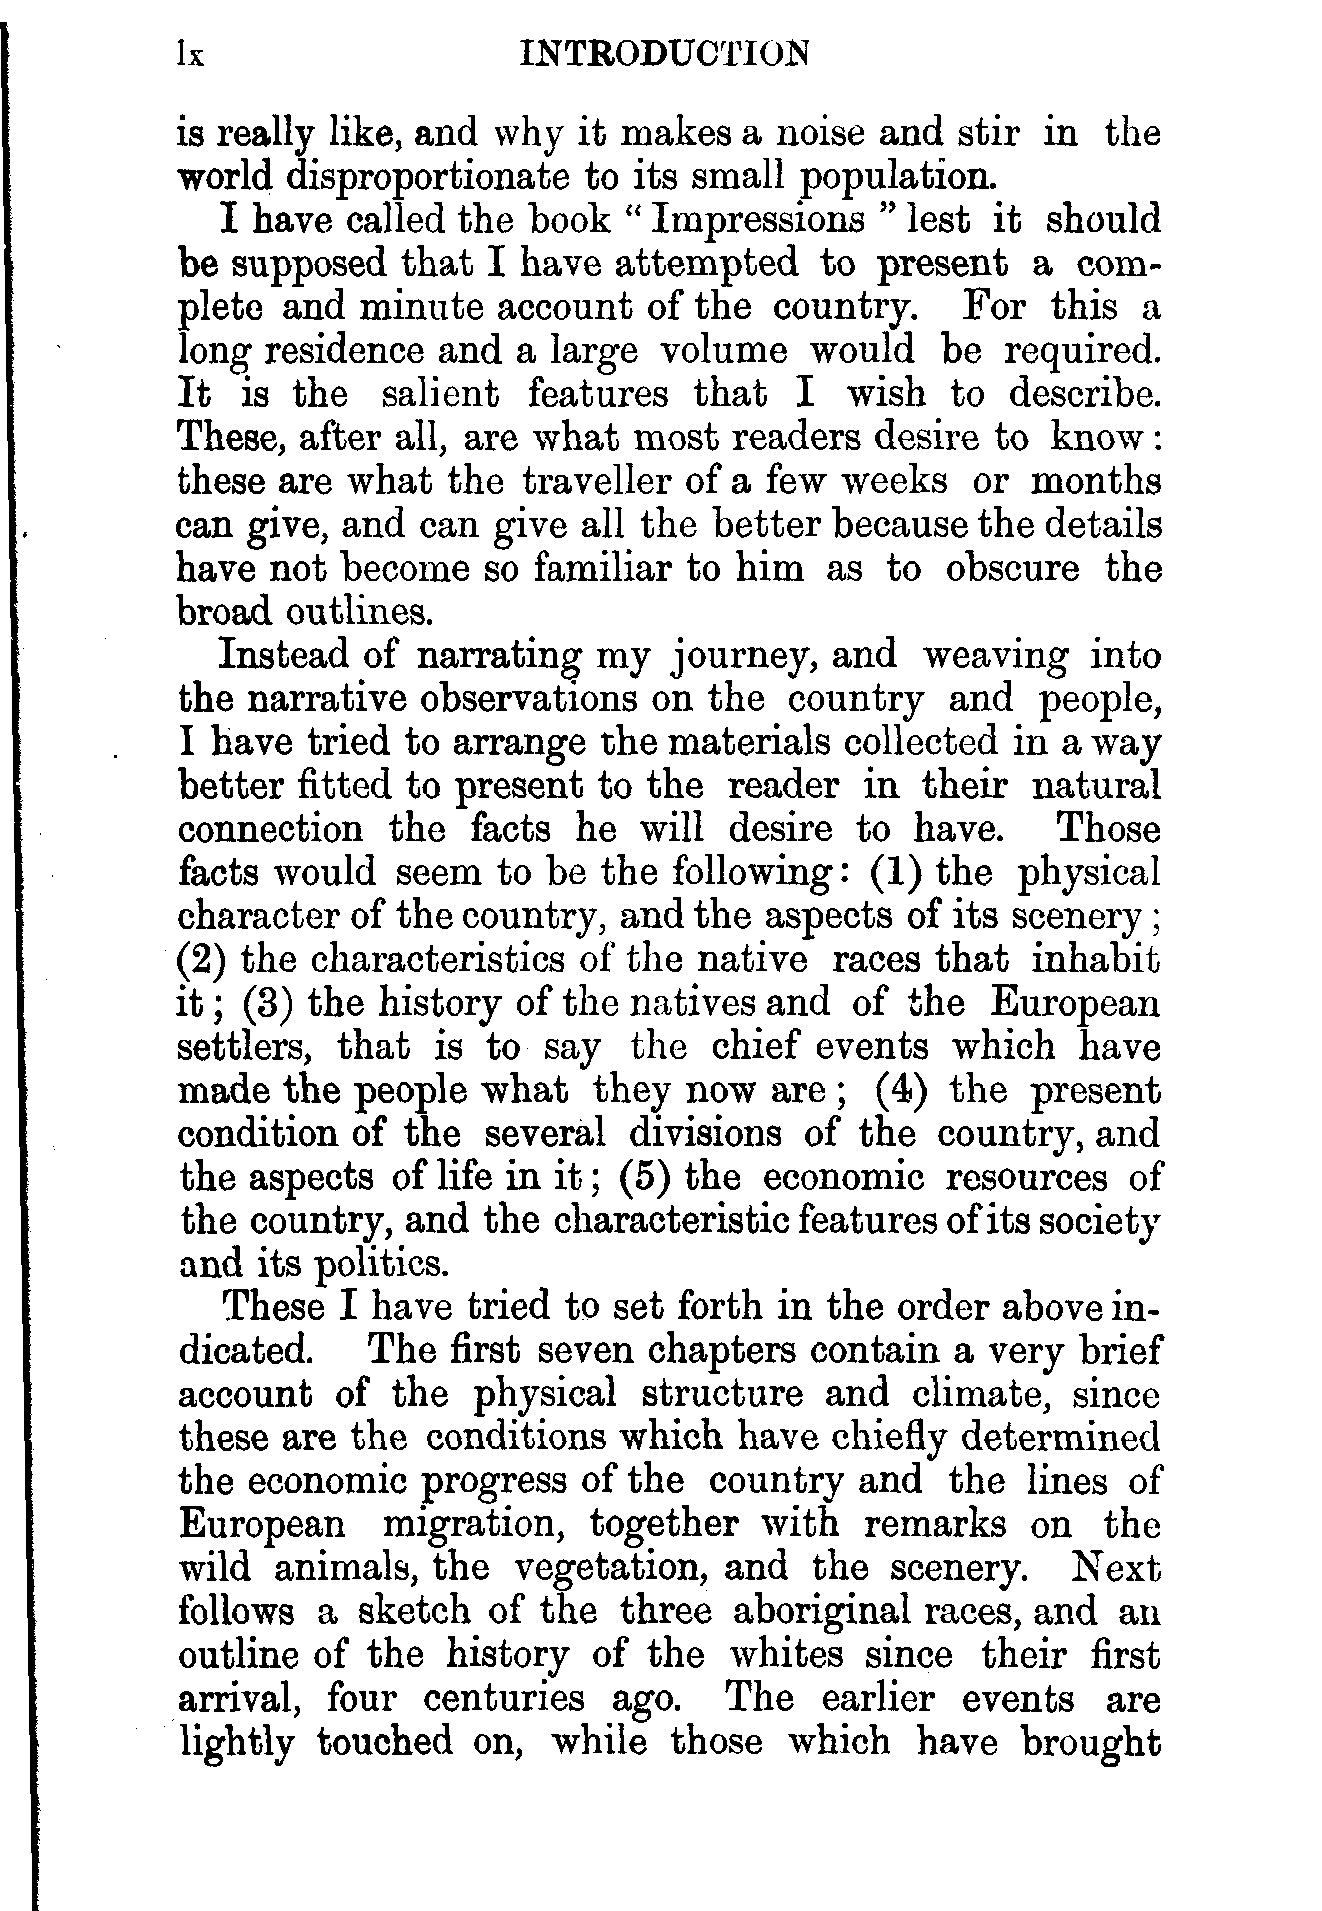 lx INTRODUCTION
is really like, and why it makes a noise and stir in the
world disproportionate to its small population.
I have called the book “ Impressions ” lest it should
be supposed that I have attempted to present a com-
plete and minute account of the country. For this a
long residence and a large volume would be required.
It is the salient features that I wish to describe.
These, after all, are what most readers desire to know :
these are what the traveller of a few weeks or months
can give, and can give all the better because the details
have not become so familiar to him as to obscure the
broad outlines.
Instead of narrating my journey, and weaving into
the narrative observations on the country and people,
I have tried to arrange the materials collected in a way
better fitted to present to the reader in their natural
connection the facts he will desire to have. Those
facts would seem to be the following: (1) the physical
character of the country, and the aspects of its scenery ;
(2) the characteristics of the native races that inhabit
it ; (3) the history of the natives and of the European
settlers, that is to say the chief events which have
made the people what they now are ; (4) the present
condition of the several divisions of the country, and
the aspects of life in it ; (5) the economic resources of
the country, and the characteristic features of its society
and its politics.
These I have tried to set forth in the order above in-
dicated. The first seven chapters contain a very brief
account of the physical structure and climate, since
these are the conditions which have chiefly determined
the economic progress of the country and the lines of
European migration, together with remarks on the
wild animals, the vegetation, and the scenery. Next
follows a sketch of the three aboriginal races, and an
outline of the history of the whites since their first
arrival, four centuries ago. The earlier events are
lightly touched on, while those which have brought